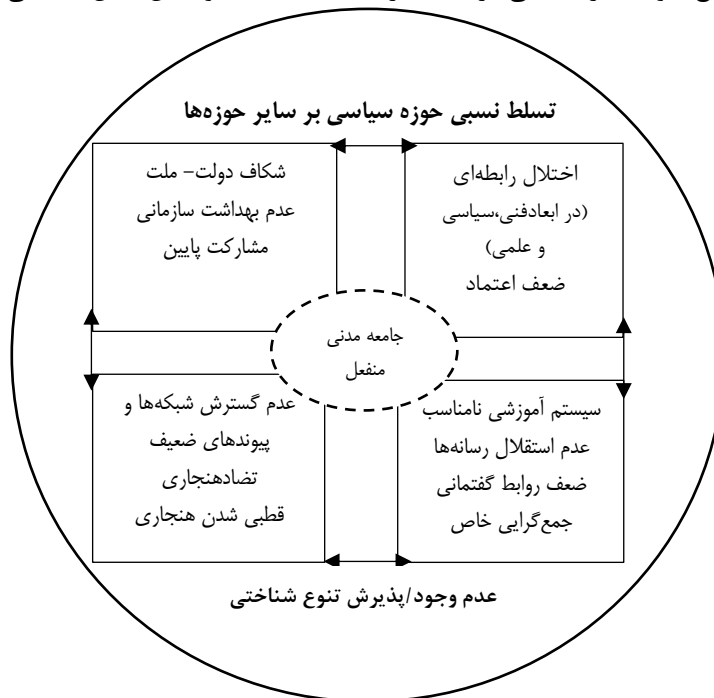 تسلط نسبی حوزه سیاسی بر سایر حوزه‌ها
اختلال رابطه‌ای
(در ابعادفنی،سیاسی
و علمی)
ضعف اعتماد
شکاف دولت- ملت
عدم بهداشت سازمانی
مشارکت پایین
جامعه مدنی
منفعل
سیستم آموزشی نامناسب
عدم استقلال رسانه‌ها
ضعف روابط گفتمانی
جمع‌گرایی خاص
عدم گسترش شبکه‌ها و
پیوندهای ضعیف
تضادهنجاری
قطبی شدن هنجاری
عدم وجود/پذیرش تنوع شناختی